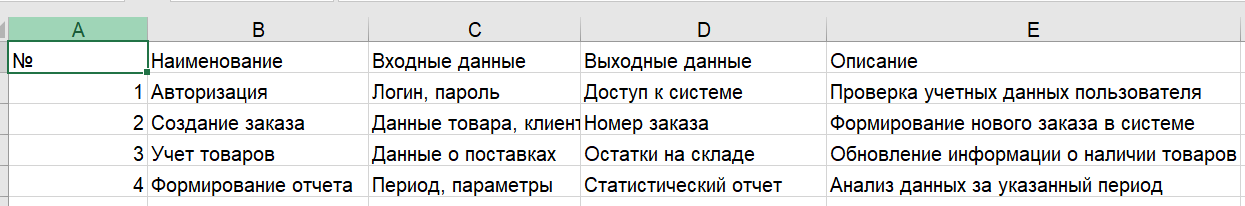 A B C D E
№ Наименование Входные данные Выходные данные Описание
1 Авторизация Логин, пароль Доступ к системе Проверка учетных данных пользователя
2 Создание заказа Данные товара, клиент Номер заказа Формирование нового заказа в системе
3 Учет товаров Данные о поставках Остатки на складе Обновление информации о наличии товаров
4 Формирование отчета Период, параметры Статистический отчет Анализ данных за указанный период